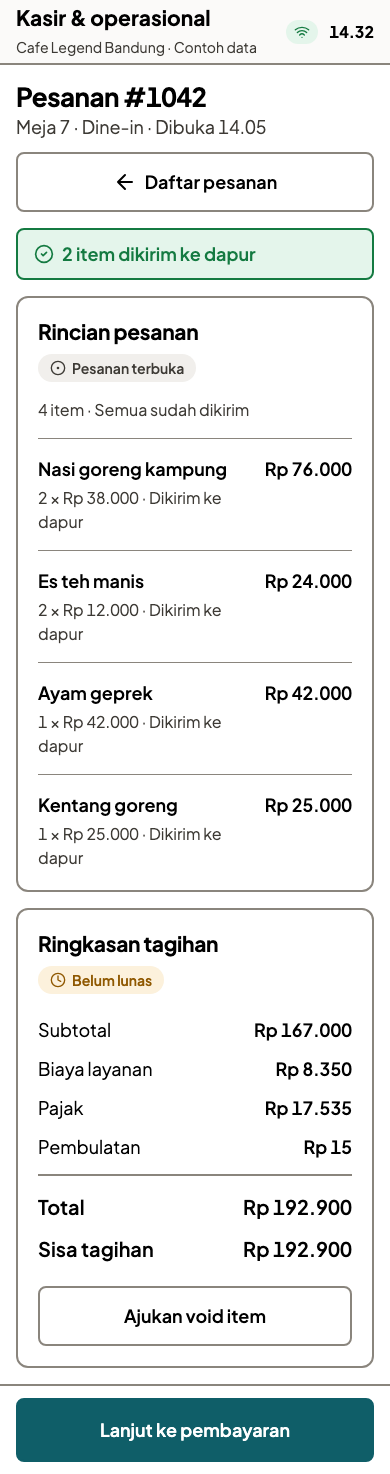 Kasir & operasional
Cafe Legend Bandung · Contoh data
14.32
Pesanan #1042
Meja 7 · Dine-in · Dibuka 14.05
Daftar pesanan
2 item dikirim ke dapur
Rincian pesanan
Pesanan terbuka
4 item · Semua sudah dikirim
Nasi goreng kampung Rp 76.000
2 × Rp 38.000 · Dikirim ke
dapur
Es teh manis Rp 24.000
2 × Rp 12.000 · Dikirim ke
dapur
Ayam geprek Rp 42.000
1 × Rp 42.000 · Dikirim ke
dapur
Kentang goreng Rp 25.000
1 × Rp 25.000 · Dikirim ke
dapur
Ringkasan tagihan
Belum lunas
Subtotal Rp 167.000
Biaya layanan Rp 8.350
Pajak Rp 17.535
Pembulatan Rp 15
Total Rp 192.900
Sisa tagihan Rp 192.900
Ajukan void item
Lanjut ke pembayaran